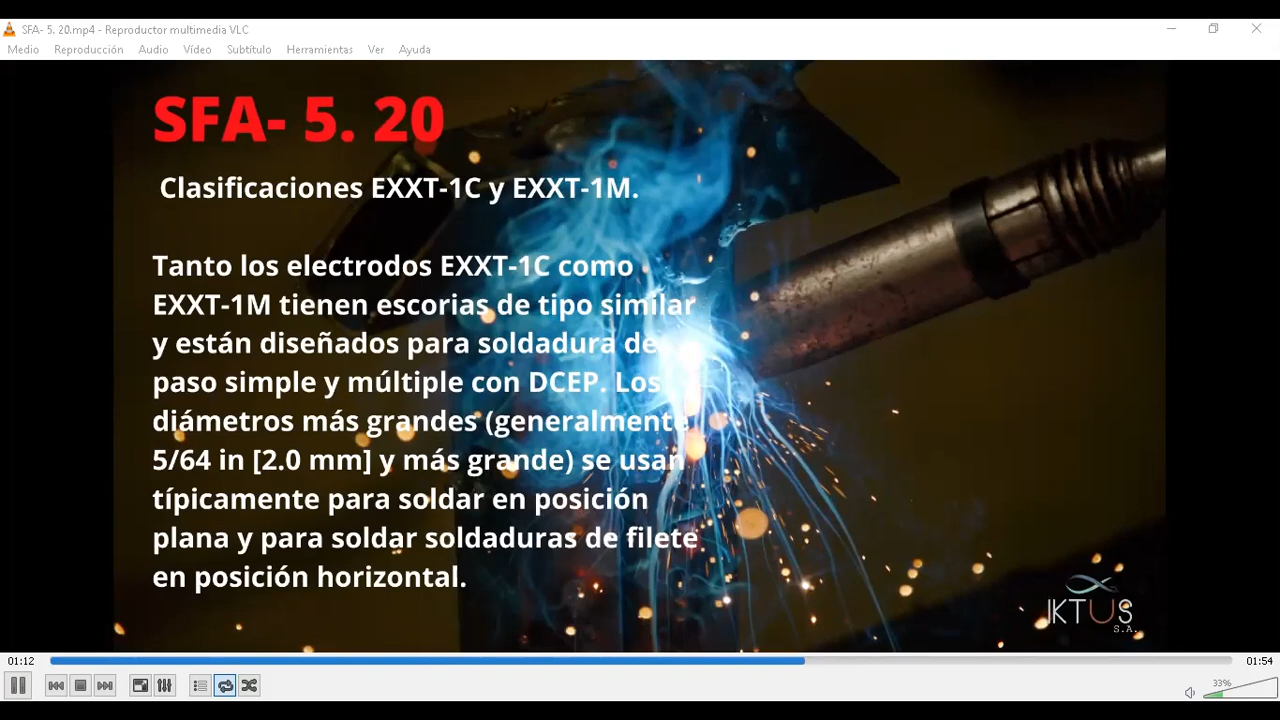 SFA- 5. 20.mp4 - Reproductor multimedia VLC
Medio Reproducción Audio Vídeo Subtítulo Herramientas Ver Ayuda
SFA- 5. 20
Clasificaciones EXXT-1C y EXXT-1M.
Tanto los electrodos EXXT-1C como
EXXT-1M tienen escorias de tipo similar
y están diseñados para soldadura de
paso simple y múltiple con DCEP. Los
diámetros más grandes (generalmente
5/64 in [2.0 mm] y más grande) se usan
típicamente para soldar en posición
plana y para soldar soldaduras de filete
en posición horizontal.
IKTUS
S.A.
01:12 01:54
33%